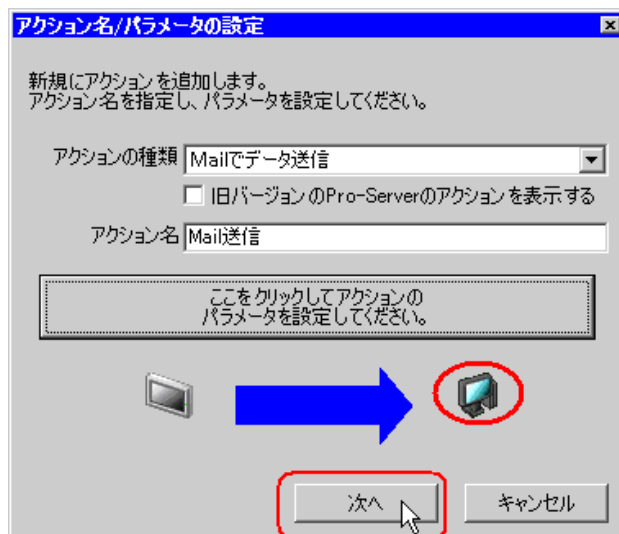 アクション名/パラメータの設定
新規にアクションを追加します。
アクション名を指定し、パラメータを設定してください。
アクションの種類 Mailでデータ送信
旧バージョンのPro-Serverのアクションを表示する
アクション名 Mail送信
ここをクリックしてアクションの
パラメータを設定してください。
次へ キャンセル